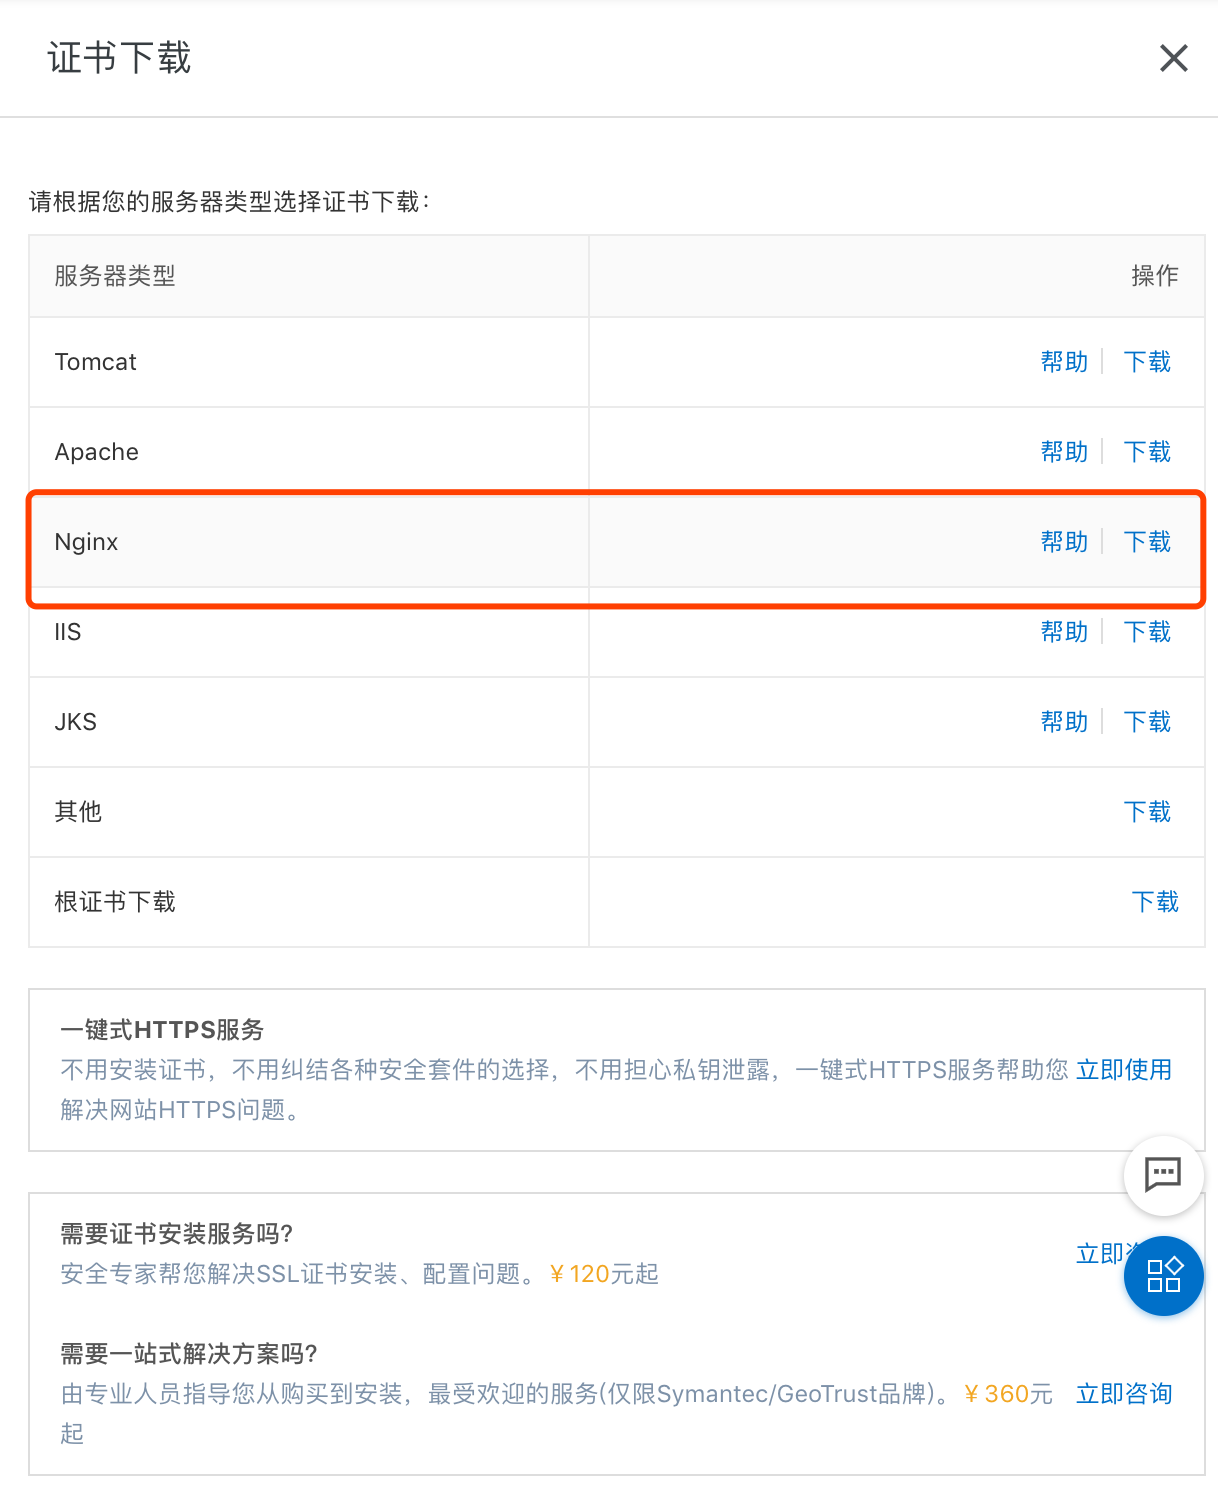 证书下载
请根据您的服务器类型选择证书下载：
服务器类型 操作
Tomcat 帮助 下载
Apache 帮助 下载
Nginx 帮助 下载
IIS 帮助 下载
JKS 帮助 下载
其他 下载
根证书下载 下载
一键式HTTPS服务
不用安装证书，不用纠结各种安全套件的选择，不用担心私钥泄露，一键式HTTPS服务帮助您 立即使用
解决网站HTTPS问题。
需要证书安装服务吗?
安全专家帮您解决SSL证书安装、配置问题。¥ 120元起 立即
需要一站式解决方案吗?
由专业人员指导您从购买到安装，最受欢迎的服务(仅限Symantec/GeoTrust品牌)。¥ 360元 立即咨询
起